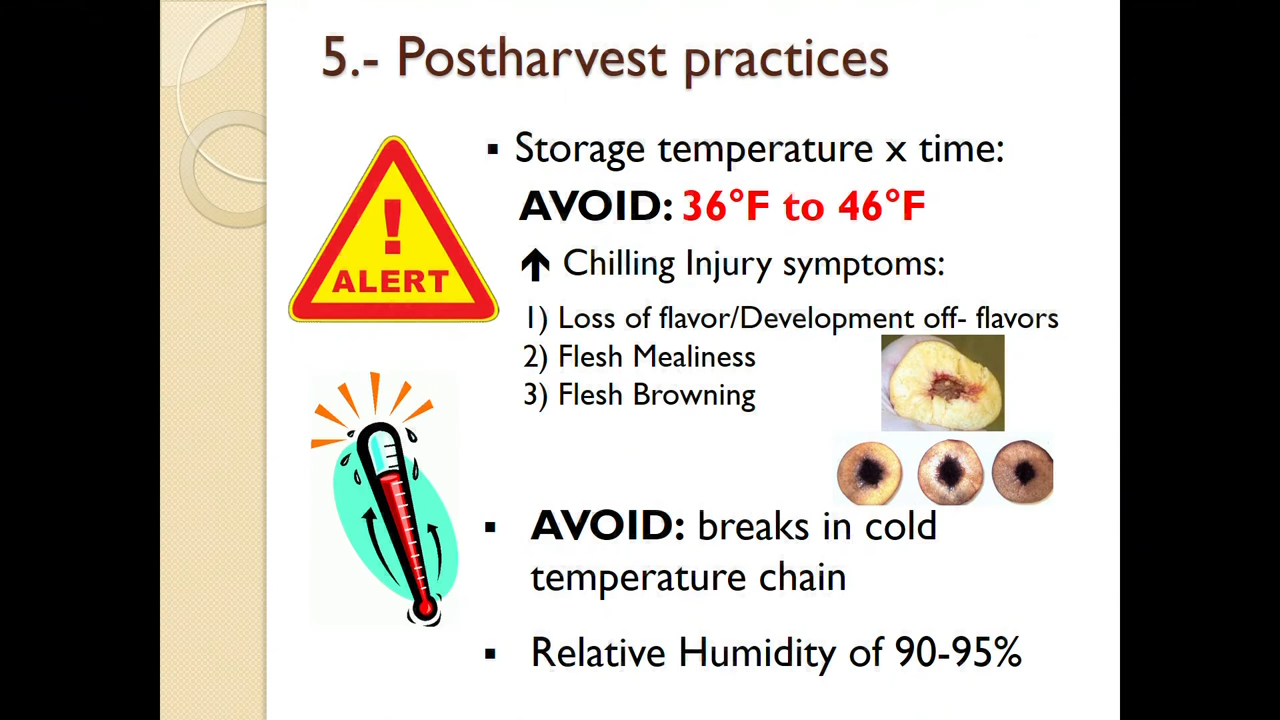 5.- Postharvest practices
▪ Storage temperature x time:
AVOID: 36°F to 46°F
! 
ALERT
↑ Chilling Injury symptoms:
1) Loss of flavor/Development off- flavors
2) Flesh Mealiness
3) Flesh Browning
▪ AVOID: breaks in cold
temperature chain
▪ Relative Humidity of 90-95%